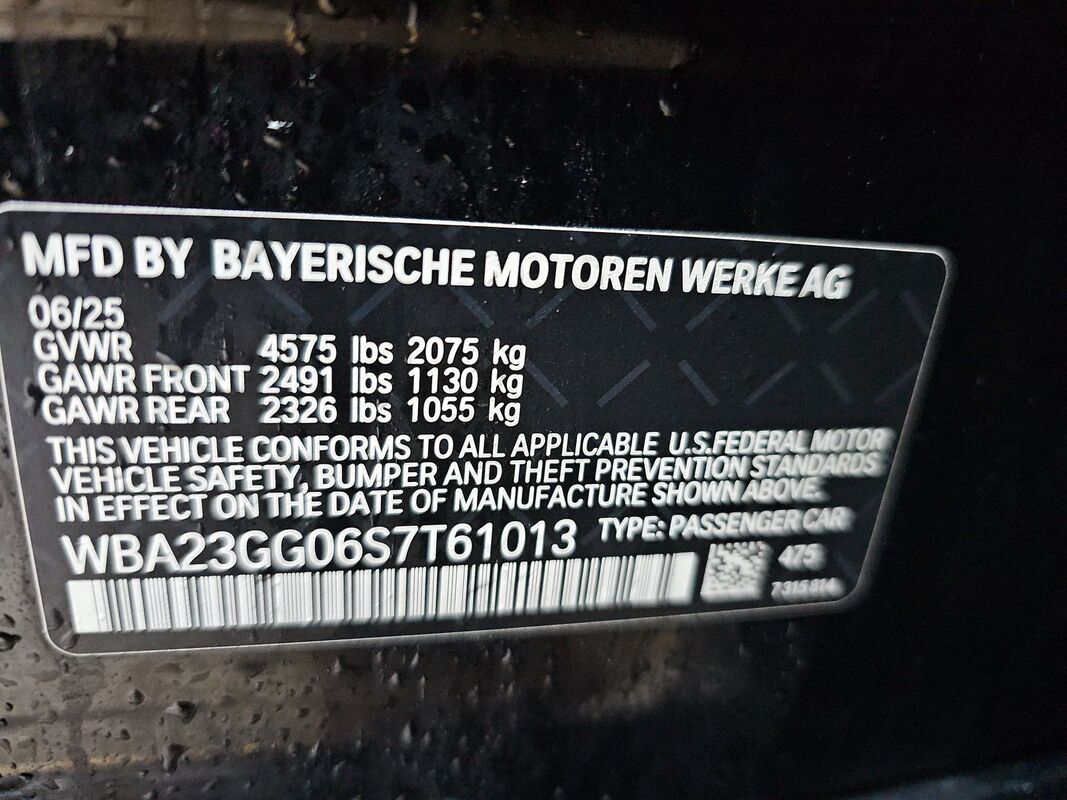 MFD BY BAYERISCHE MOTOREN WERKE AG
06/25
GVWR 4575 lbs 2075 kg
GAWR FRONT 2491 lbs 1130 kg
GAWR REAR 2326 lbs 1055 kg
THIS VEHICLE CONFORMS TO ALL APPLICABLE U.S.FEDERAL MOTOR
VEHICLE SAFETY, BUMPER AND THEFT PREVENTION STANDARDS
IN EFFECT ON THE DATE OF MANUFACTURE SHOWN ABOVE.
WBA23GG06S7T61013 TYPE: PASSENGER CAR
475